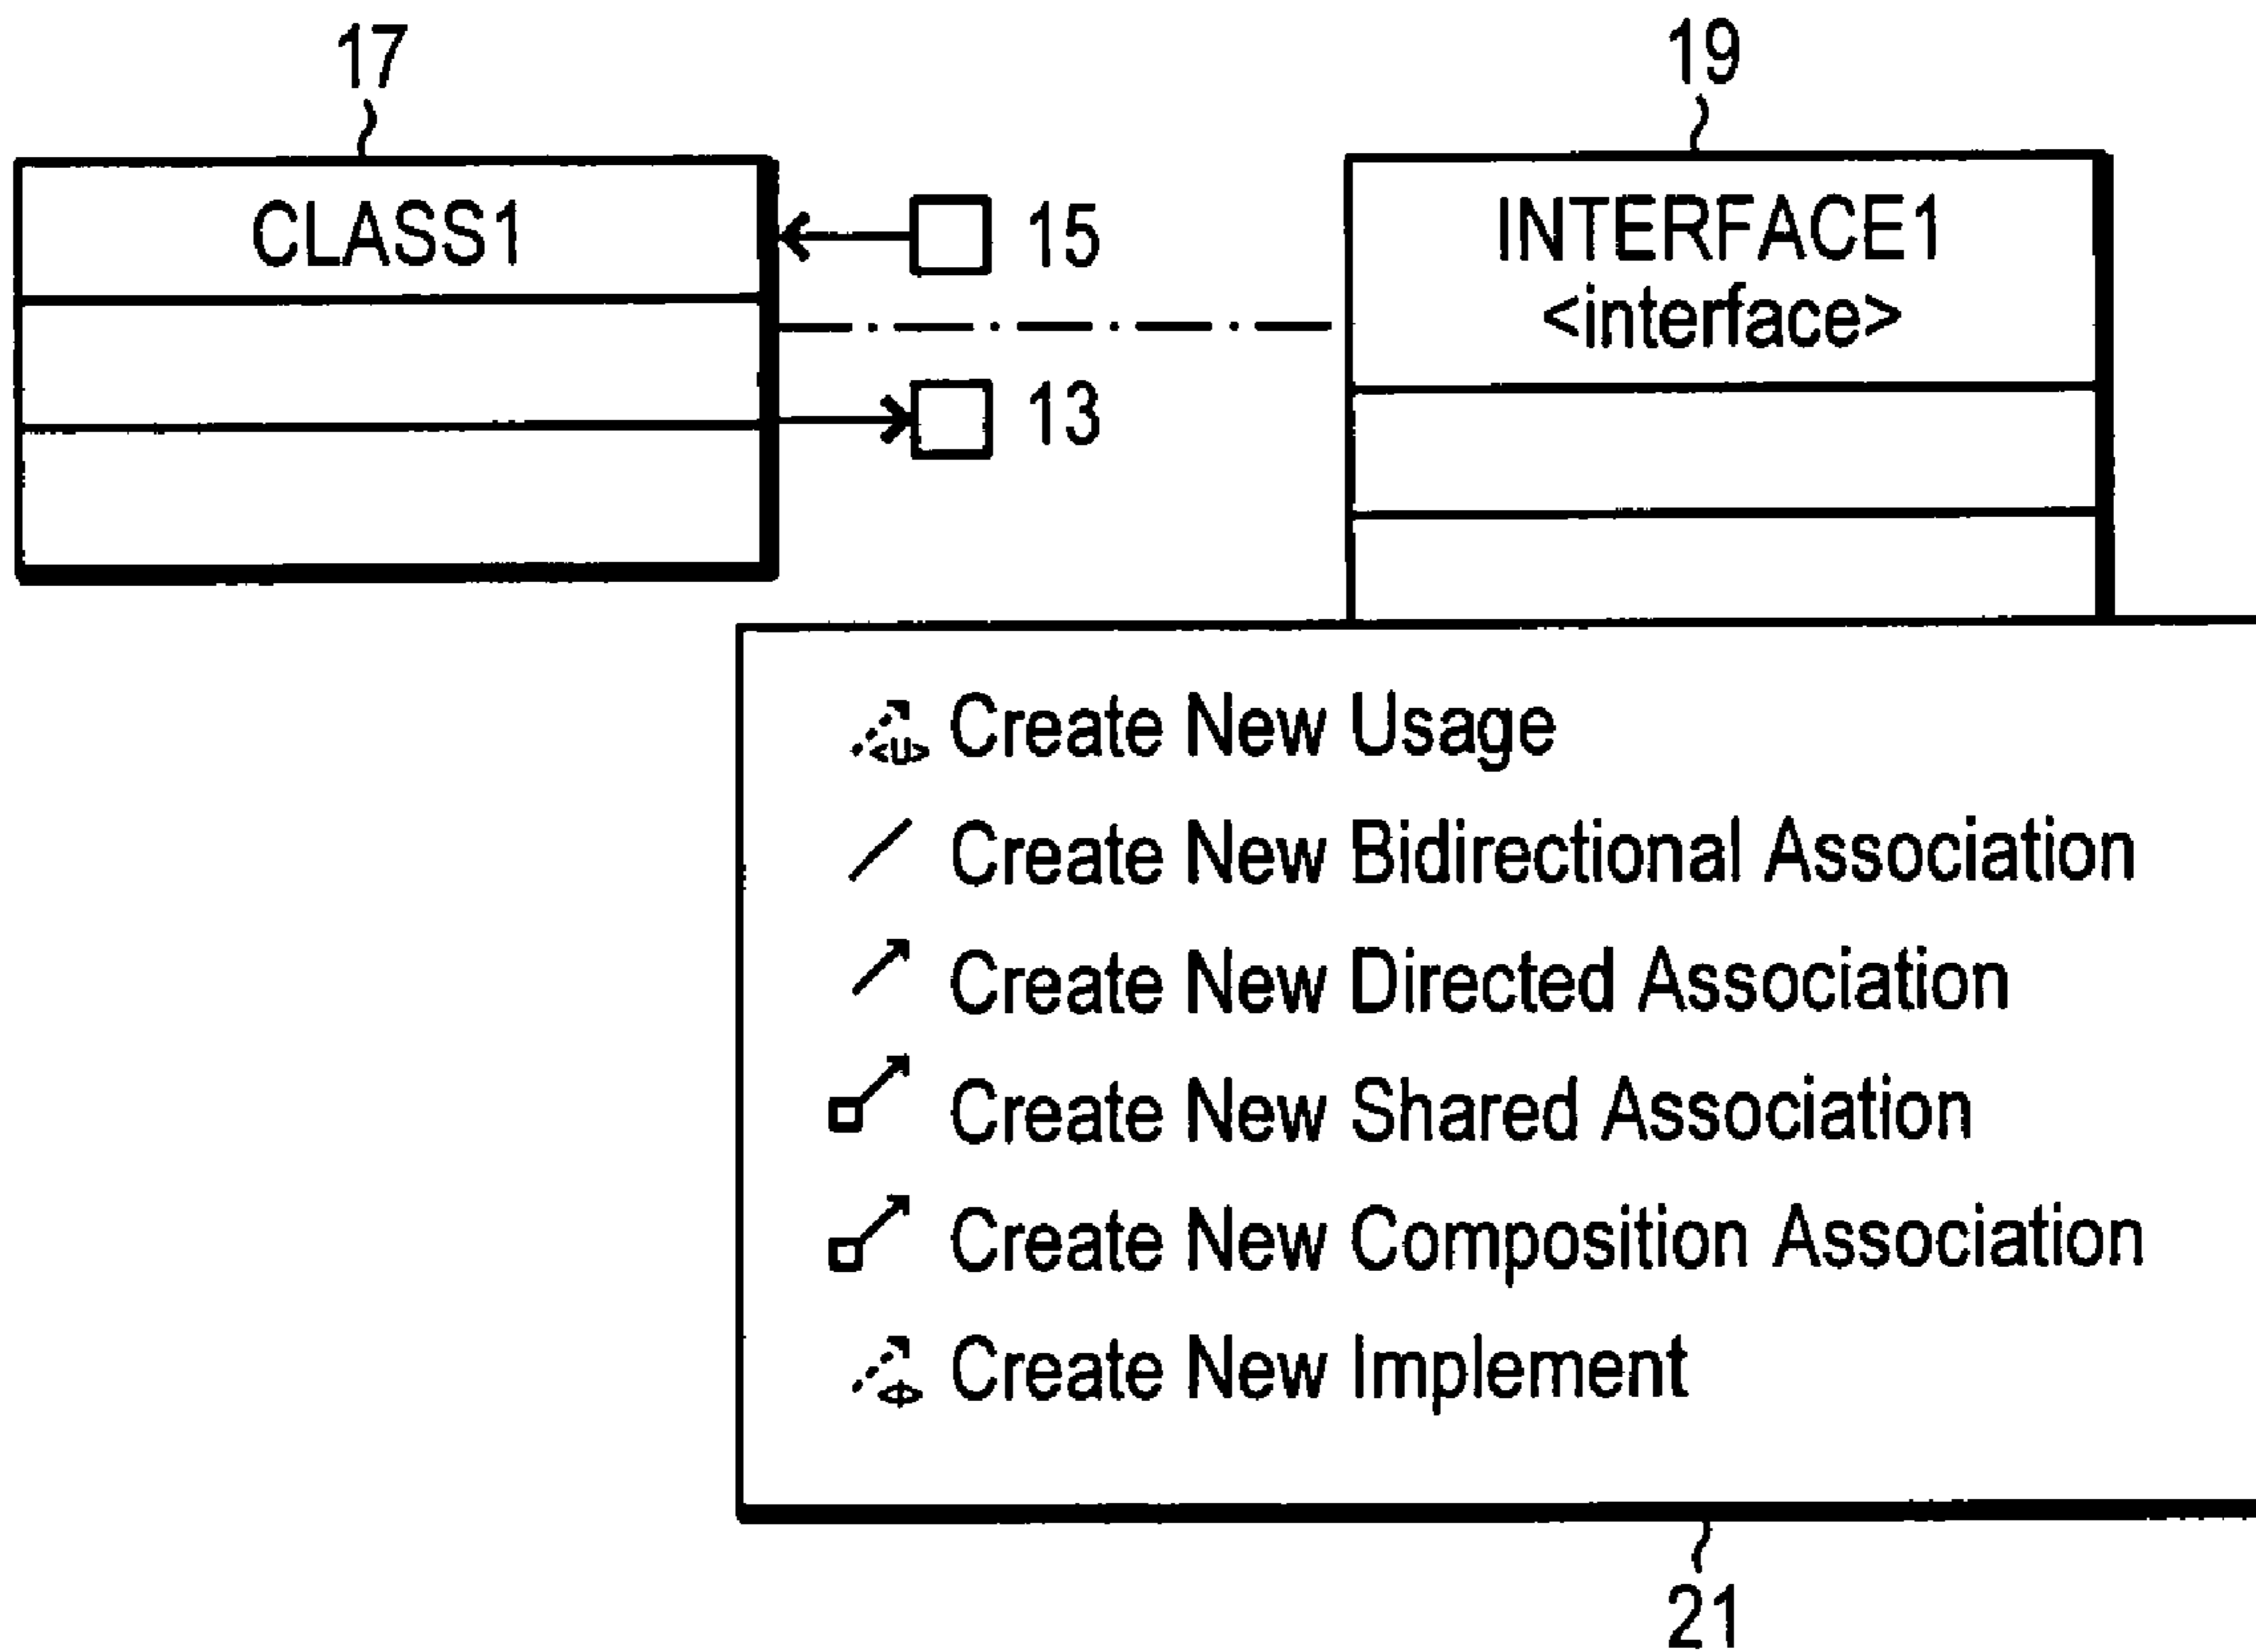 17
19
CLASS1
15
INTERFACE1
<interface>
13
<U> Create New Usage
Create New Bidirectional Association
Create New Directed Association
Create New Shared Association
Create New Composition Association
Create New Implement
21